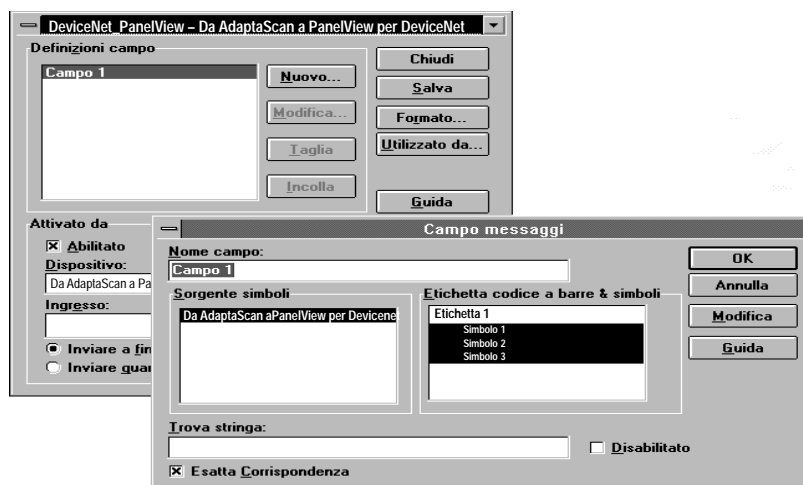 DeviceNet_PanelView – Da AdaptaScan a PanelView per DeviceNet
Definizioni campo
Campo 1
Nuovo...
Modifica...
Taglia
Incolla
Chiudi
Salva
Formato...
Utilizzato da...
Guida
Attivato da
Abilitato
Dispositivo:
Da AdaptaScan a Pa
Ingresso:
Inviare a fin
Inviare quar
Campo messaggi
Nome campo:
Campo 1
Sorgente simboli
Da AdaptaScan aPanelView per Devicenet
Etichetta codice a barre & simboli
Etichetta 1
Simbolo 1
Simbolo 2
Simbolo 3
OK
Annulla
Modifica
Guida
Trova stringa:
Disabilitato
Esatta Corrispondenza